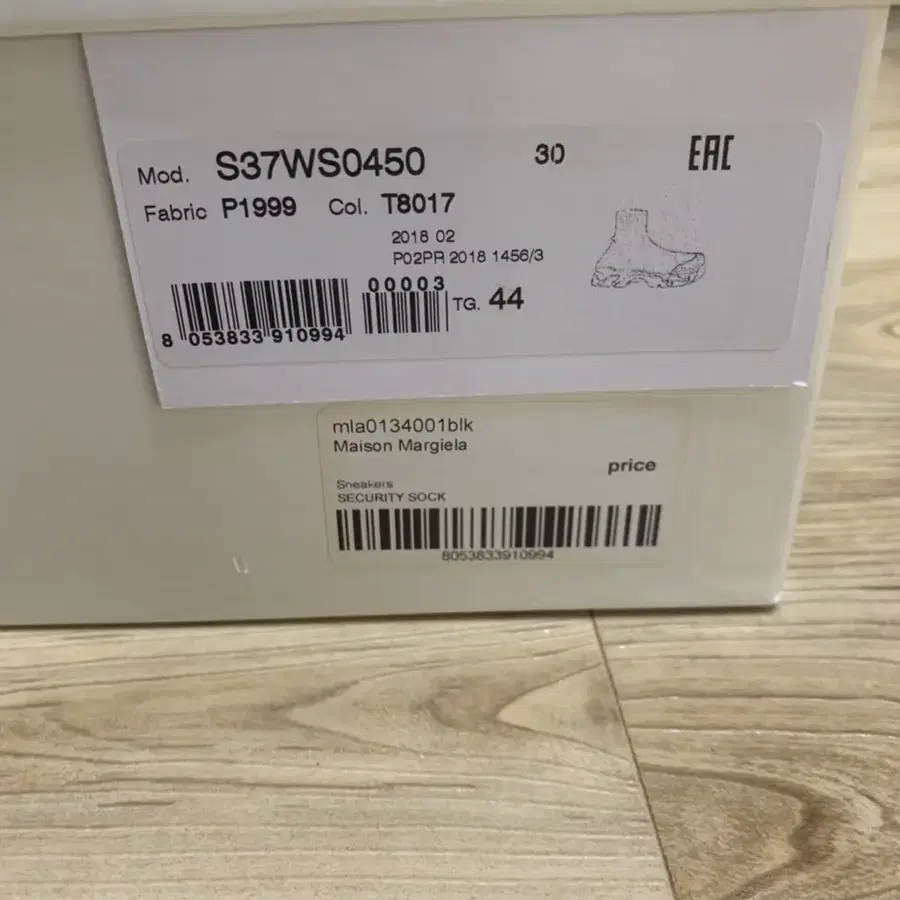 Mod. S37WS0450 30 EAC
Fabric P1999 Col. T8017
2018 02
P02PR 2018 1456/3
00003
TG. 44
8 053833 910994
mla0134001blk
Maison Margiela
price
Sneakers
SECURITY SOCK
8053833910994